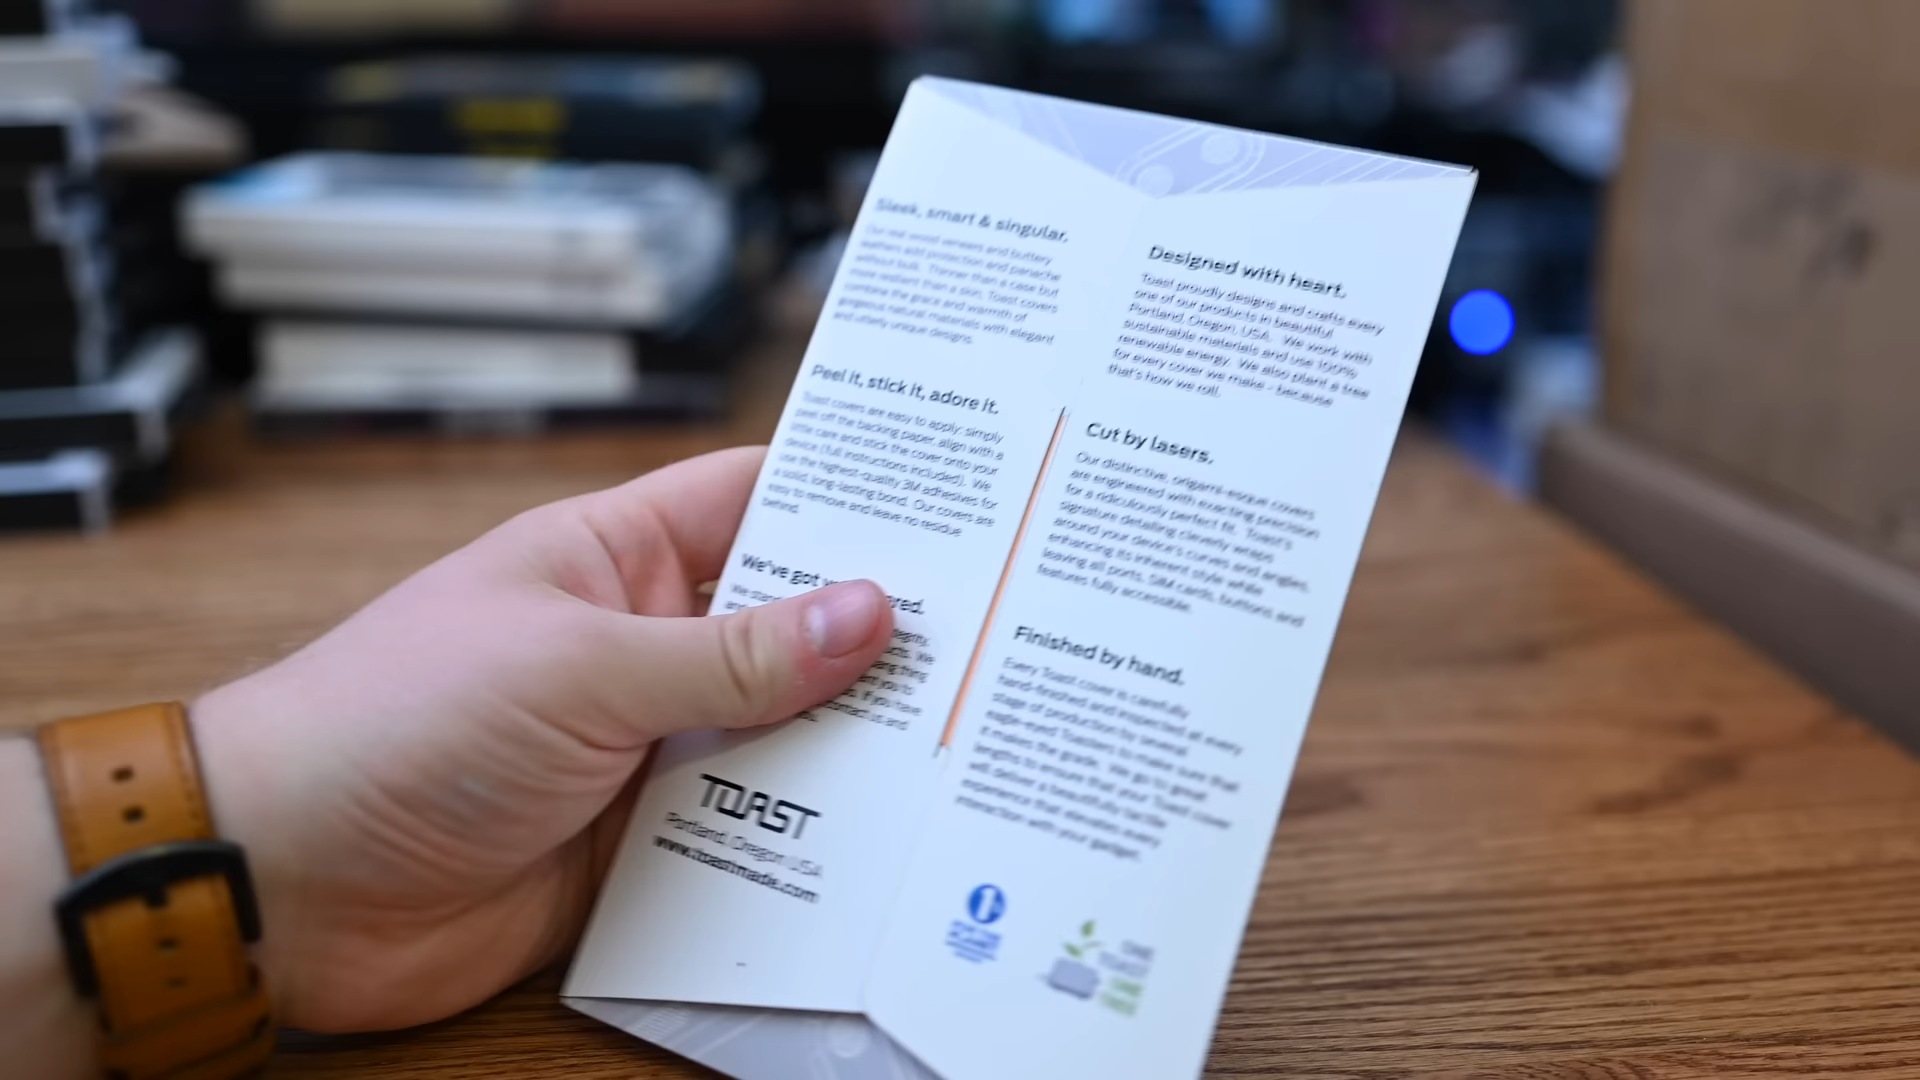 Sleek, smart & singular.
Our real wood veneers and buttery
leathers add protection and panache
without bulk. Thinner than a case but
more resilient than a skin, Toast covers
combine the grace and warmth of
gorgeous natural materials with elegant
and utterly unique designs.
Peel it, stick it, adore it.
Toast covers are easy to apply: simply
peel off the backing paper, align with a
little care and stick the cover onto your
device (full instructions included). We
use the highest-quality 3M adhesives for
a solid, long-lasting bond. Our covers are
easy to remove and leave no residue
behind.
We've got
We
We
you to
If you have
contact us and
TOAST
Portland, Oregon USA
www.toastmade.com
Designed with heart.
Toast proudly designs and crafts every
one of our products in beautiful
Portland, Oregon, USA. We work with
sustainable materials and use 100%
renewable energy. We also plant a tree
for every cover we make - because
that's how we roll.
Cut by lasers.
Our distinctive, origami-esque covers
are engineered with exacting precision
for a ridiculously perfect fit. Toast's
signature detailing cleverly wraps
around your device's curves and angles,
enhancing its inherent style while
leaving all ports, SIM cards, buttons and
features fully accessible.
Finished by hand.
Every Toast cover is carefully
hand-finished and inspected at every
stage of production by several
eagle-eyed Toasters to make sure that
it makes the grade. We go to great
lengths to ensure that your Toast cover
will deliver a beautifully tactile
experience that elevates every
interaction with your gadget.